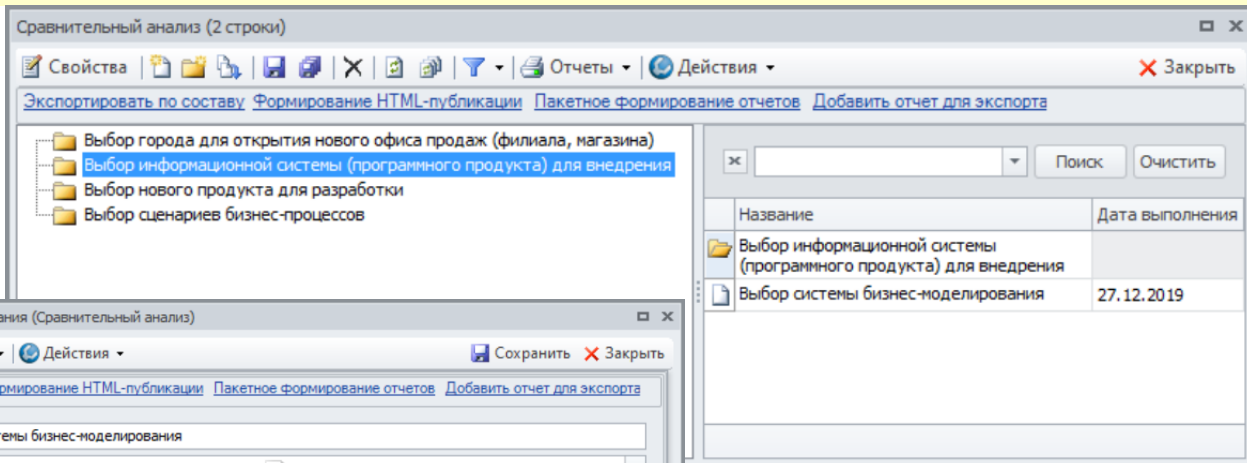 Сравнительный анализ (2 строки)
Свойства Отчеты Действия Закрыть
Экспортировать по составу Формирование HTML-публикации Пакетное формирование отчетов Добавить отчет для экспорта
Выбор города для открытия нового офиса продаж (филиала, магазина)
Выбор информационной системы (программного продукта) для внедрения
Выбор нового продукта для разработки
Выбор сценариев бизнес-процессов
Поиск Очистить
Название Дата выполнения
Выбор информационной системы
(программного продукта) для внедрения
Выбор системы бизнес-моделирования 27.12.2019
(Сравнительный анализ)
Действия Сохранить Закрыть
HTML-публикации Пакетное формирование отчетов Добавить отчет для экспорта
бизнес-моделирования